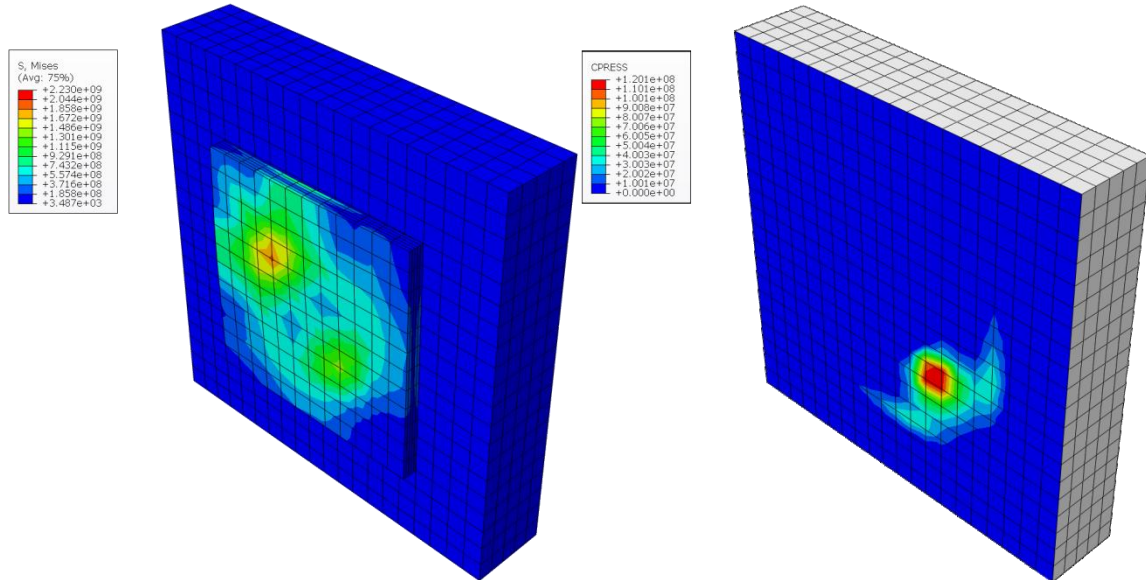 S, Mises
(Avg: 75%)
+2.230e+09
+2.044e+09
+1.858e+09
+1.672e+09
+1.486e+09
+1.301e+09
+1.115e+09
+9.291e+08
+7.432e+08
+5.574e+08
+3.716e+08
+1.858e+08
+3.487e+03
CPRESS
+1.201e+08
+1.101e+08
+1.001e+08
+9.008e+07
+8.007e+07
+7.006e+07
+6.005e+07
+5.004e+07
+4.003e+07
+3.002e+07
+2.002e+07
+1.001e+07
+0.000e+00